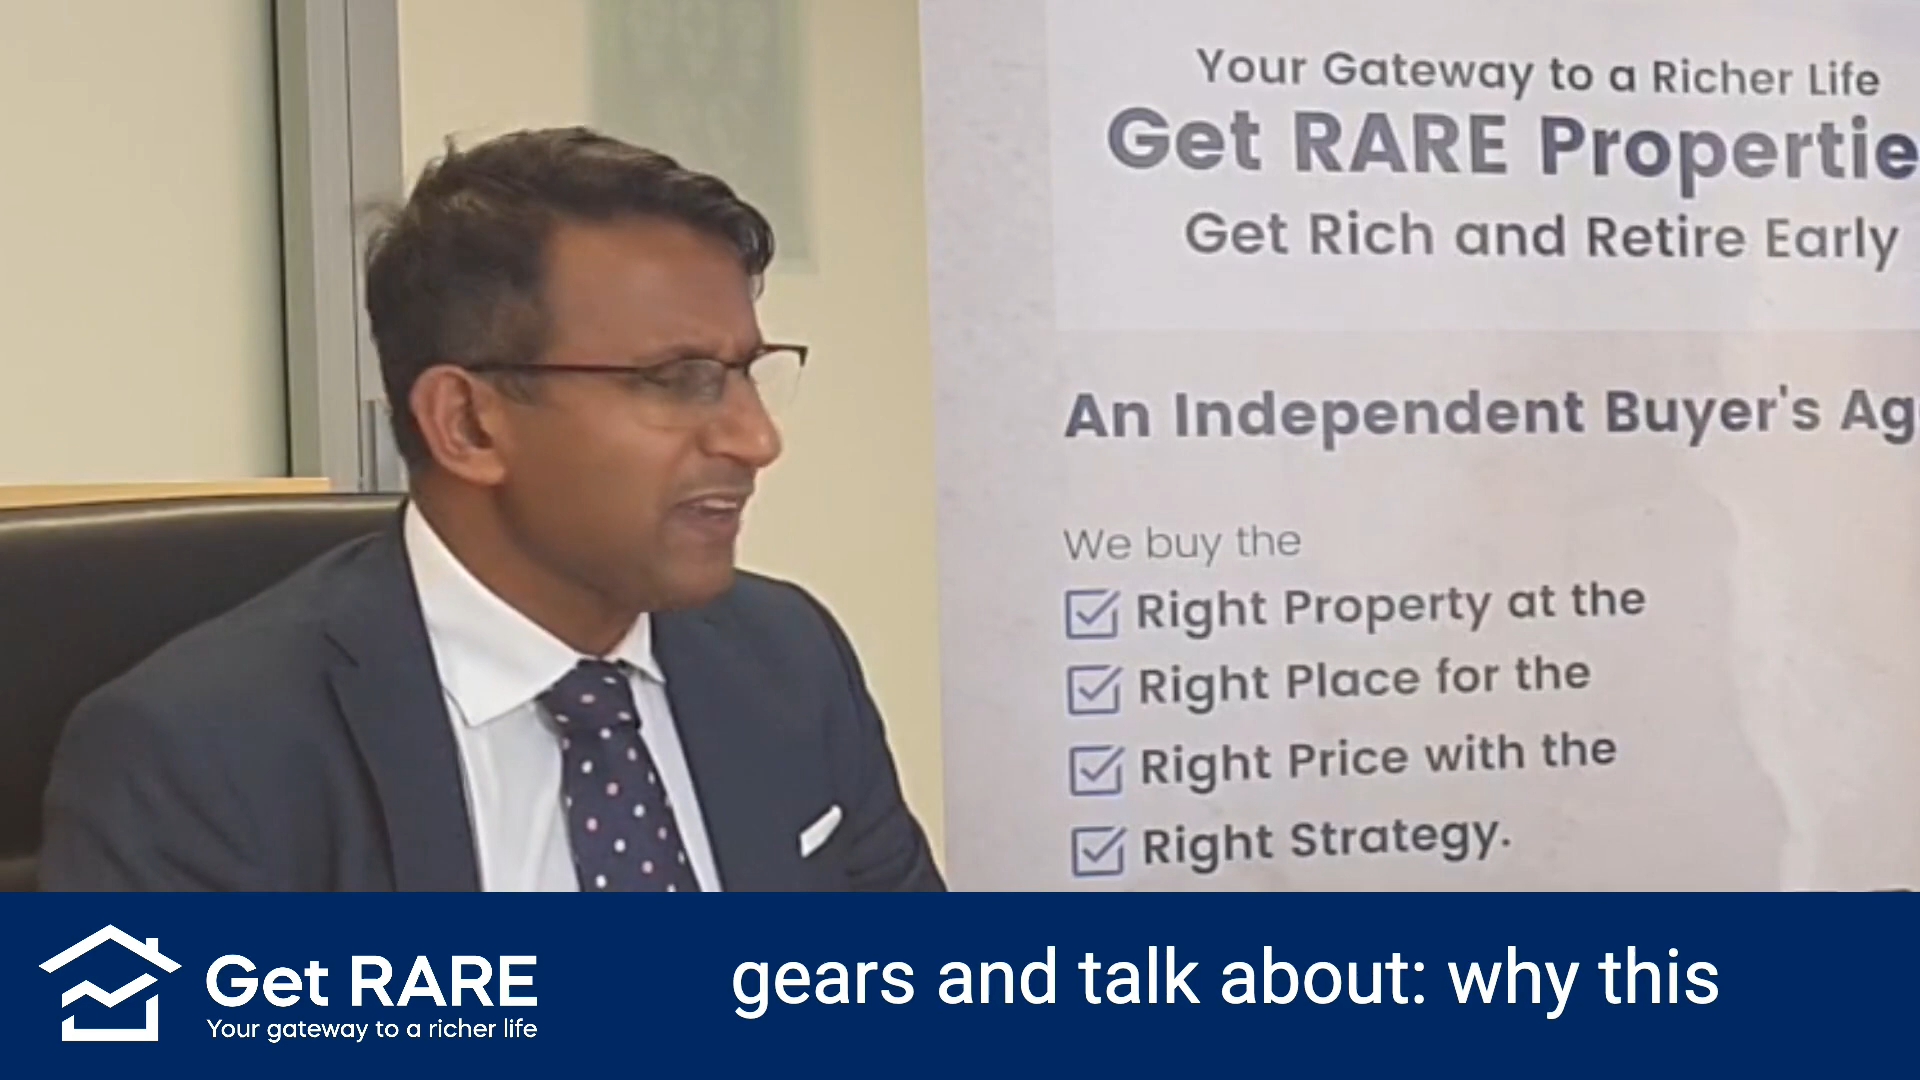 Your Gateway to a Richer Life
Get RARE Propertie
Get Rich and Retire Early
An Independent Buyer's Ag
We buy the
Right Property at the
Right Place for the
Right Price with the
Right Strategy.
Get RARE
Your gateway to a richer life
gears and talk about: why this